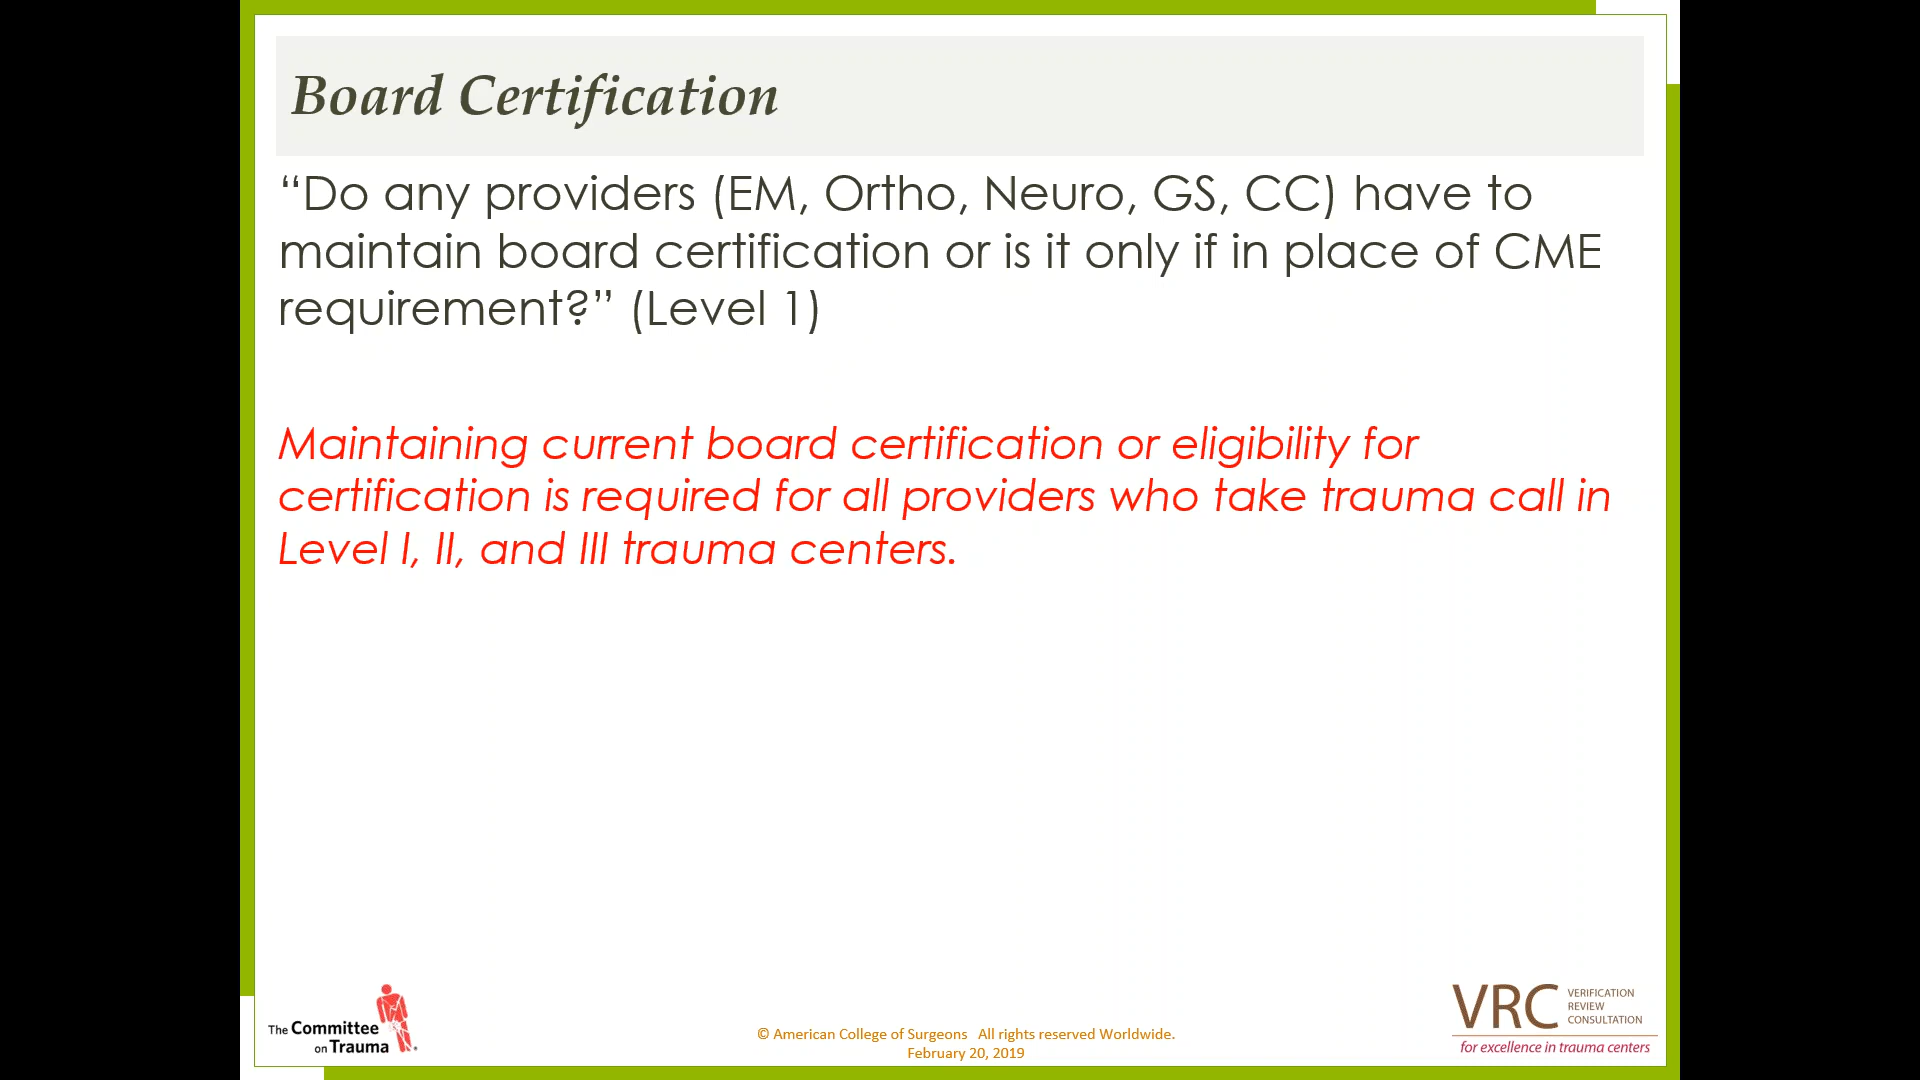 Board Certification
“Do any providers (EM, Ortho, Neuro, GS, CC) have to
maintain board certification or is it only if in place of CME
requirement?” (Level 1)
Maintaining current board certification or eligibility for
certification is required for all providers who take trauma call in
Level I, II, and III trauma centers.
The Committee
on Trauma
© American College of Surgeons All rights reserved Worldwide.
February 20, 2019
VRC
VERIFICATION
REVIEW
CONSULTATION
for excellence in trauma centers